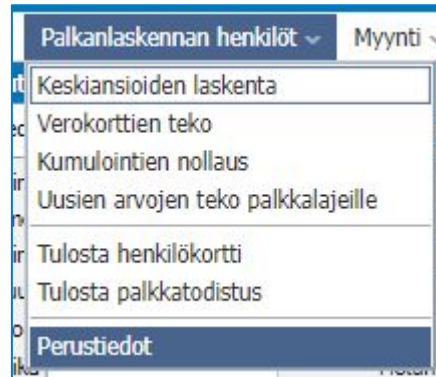 Palkanlaskennan henkilöt Myynti
Keskiansioiden laskenta
Verokorttien teko
Kumulointien nollaus
Uusien arvojen teko palkkalajeille
Tulosta henkilökortti
Tulosta palkkatodistus
Perustiedot